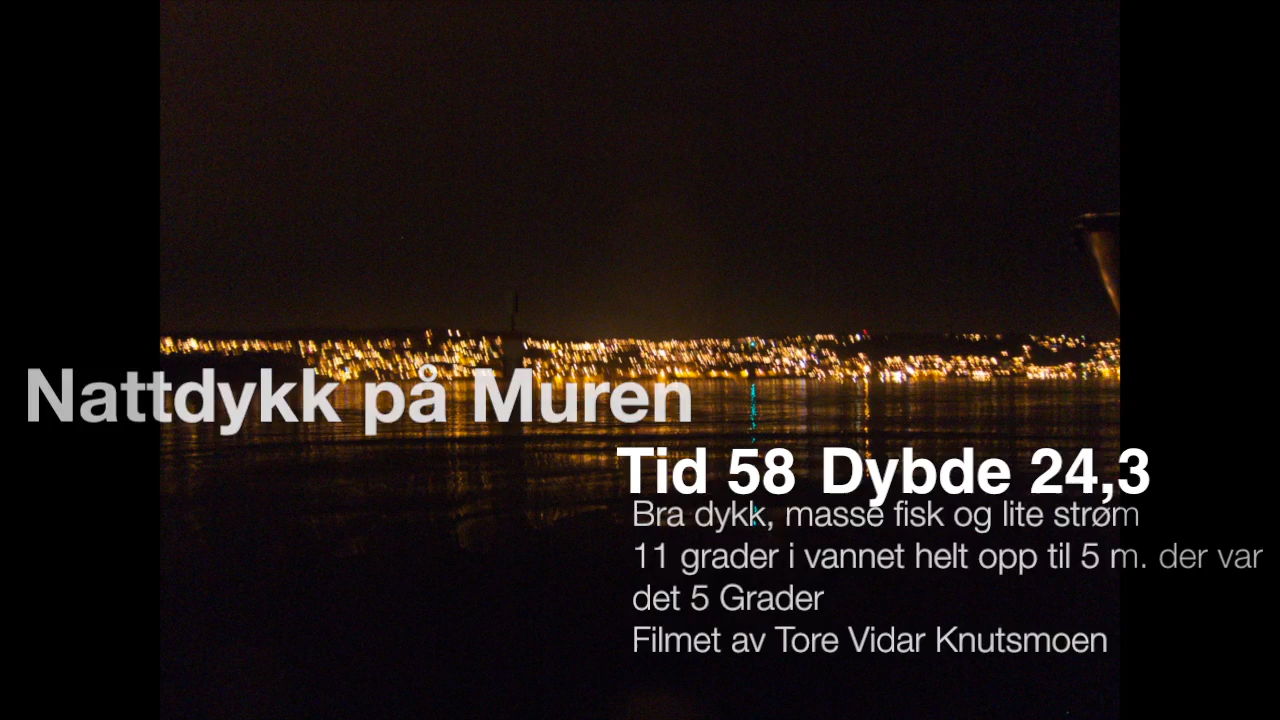 Nattdykk på Muren
Tid 58 Dybde 24,3
Bra dykk, masse fisk og lite strøm
11 grader i vannet helt opp til 5 m. der var
det 5 Grader
Filmet av Tore Vidar Knutsmoen